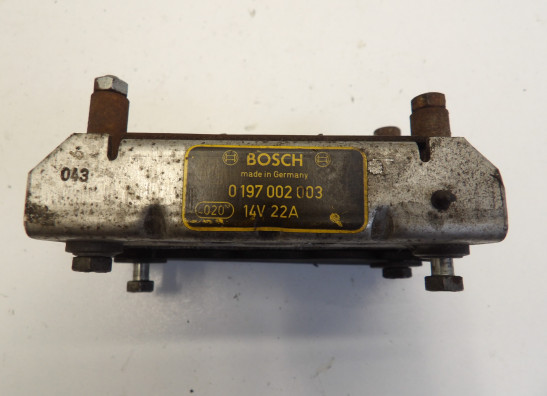 043
BOSCH
made in Germany
0 197 002 003
020
14V 22A